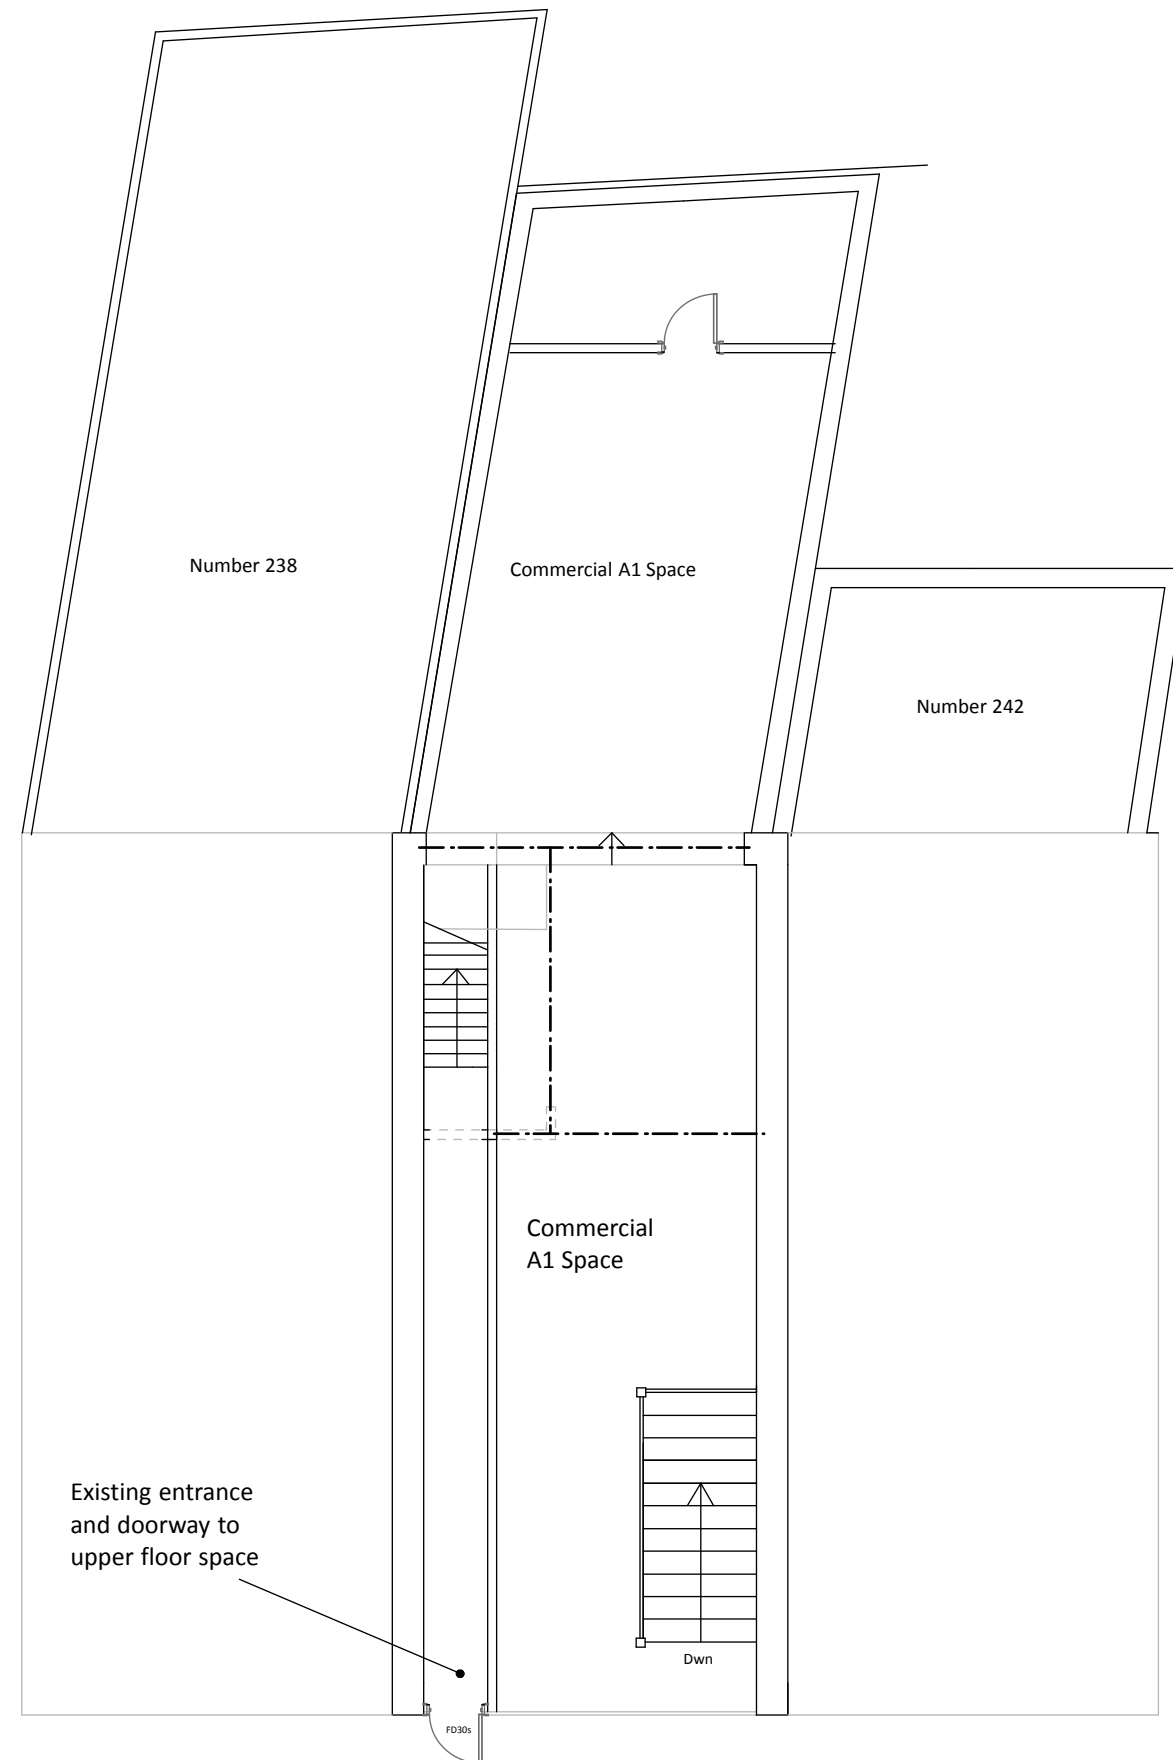 Number 238
Commercial A1 Space
Number 242
Commercial
A1 Space
Existing entrance
and doorway to
upper floor space
Dwn
FD30s